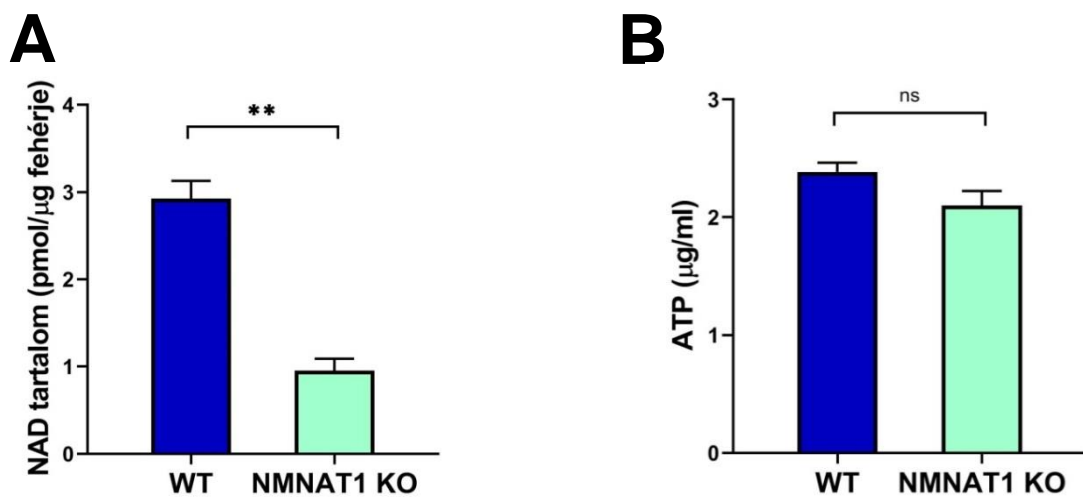 A
NAD tartalom (pmol/μg fehérje)
4
3
2
1
0
**
WT
NMNAT1 KO
B
ATP (μg/ml)
3
2
1
0
ns
WT
NMNAT1 KO